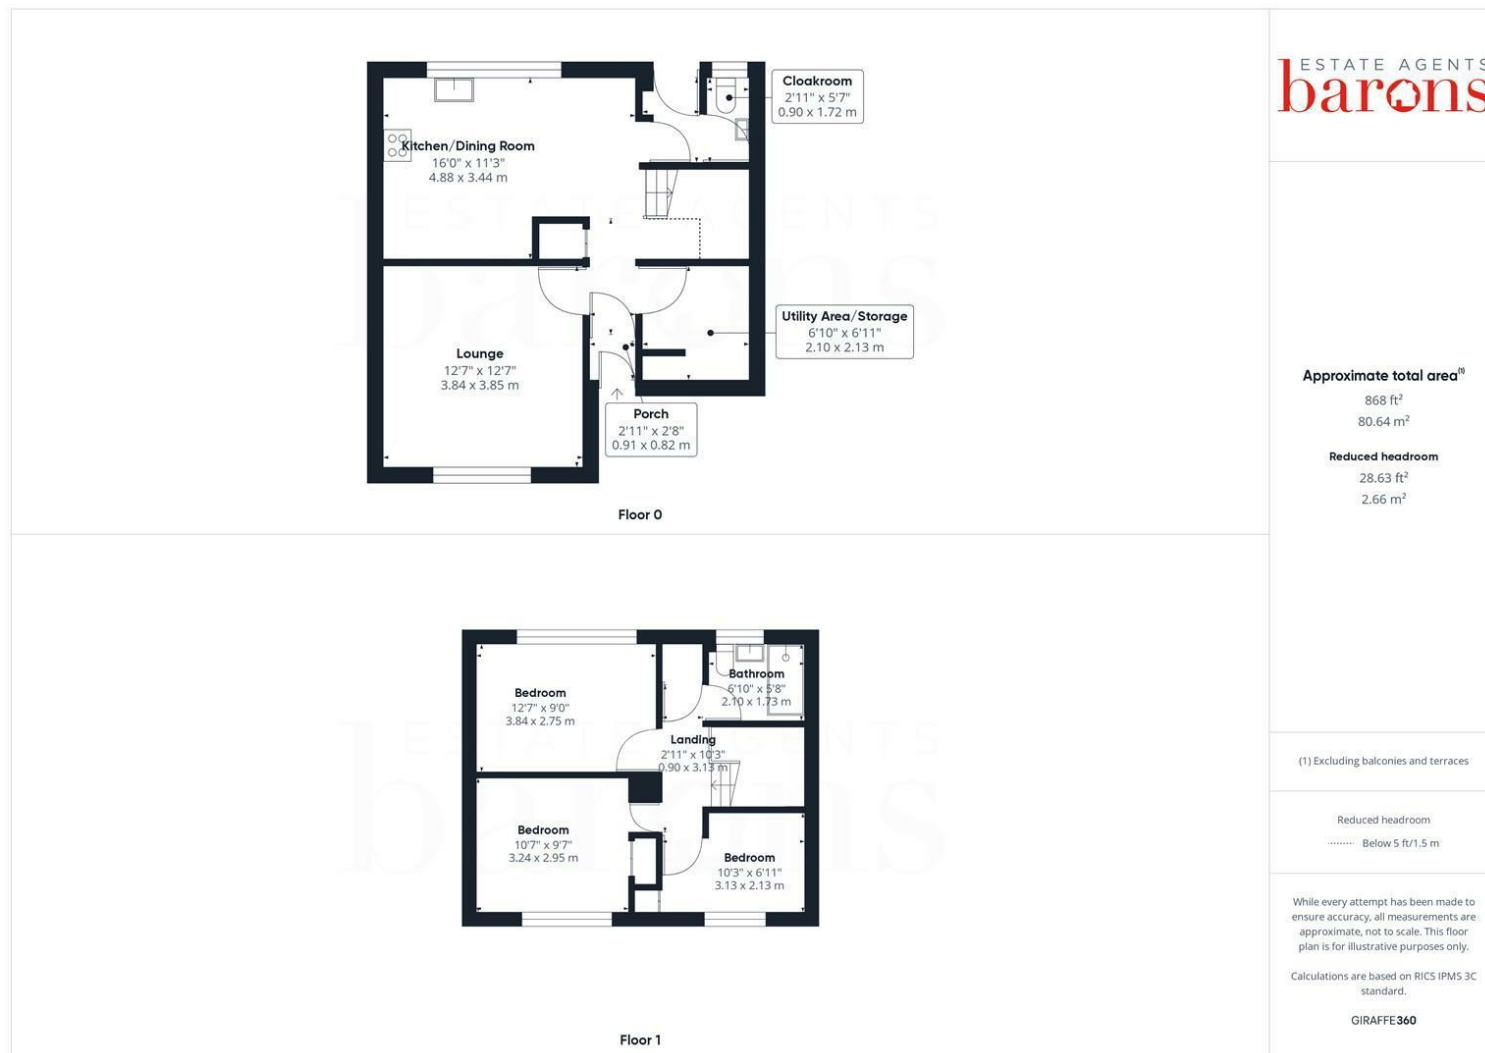 Cloakroom
2'11" x 5'7"
0.90 x 1.72 m
Kitchen/Dining Room
16'0" x 11'3"
4.88 x 3.44 m
Utility Area/Storage
6'10" x 6'11"
2.10 x 2.13 m
Lounge
12'7" x 12'7"
3.84 x 3.85 m
Porch
2'11" x 2'8"
0.91 x 0.82 m
Floor 0
ESTATE AGENTS
barons
Bathroom
6'10" x 5'8"
2.10 x 1.73 m
Bedroom
12'7" x 9'0"
3.84 x 2.75 m
Landing
2'11" x 10'3"
0.90 x 3.13 m
Bedroom
10'7" x 9'7"
3.24 x 2.95 m
Bedroom
10'3" x 6'11"
3.13 x 2.13 m
Floor 1
ESTATE AGENTS
barons
ESTATE AGENTS
barons
Approximate total area⁽¹⁾
868 ft²
80.64 m²
Reduced headroom
28.63 ft²
2.66 m²
(1) Excluding balconies and terraces
Reduced headroom
Below 5 ft/1.5 m
While every attempt has been made to
ensure accuracy, all measurements are
approximate, not to scale. This floor
plan is for illustrative purposes only.
Calculations are based on RICS IPMS 3C
standard.
GIRAFFE360